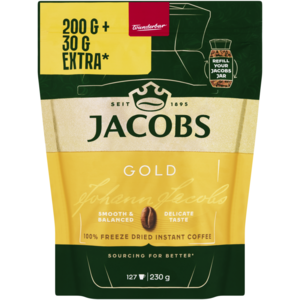 200 G +
30 G
EXTRA*
wunderbar
REFILL
YOUR
JACOBS
JAR
SEIT 1895
JACOBS
GOLD
Johann Jacobs
SMOOTH & BALANCED
DELICATE TASTE
100% FREEZE DRIED INSTANT COFFEE
SOURCING FOR BETTER*
127 230 g